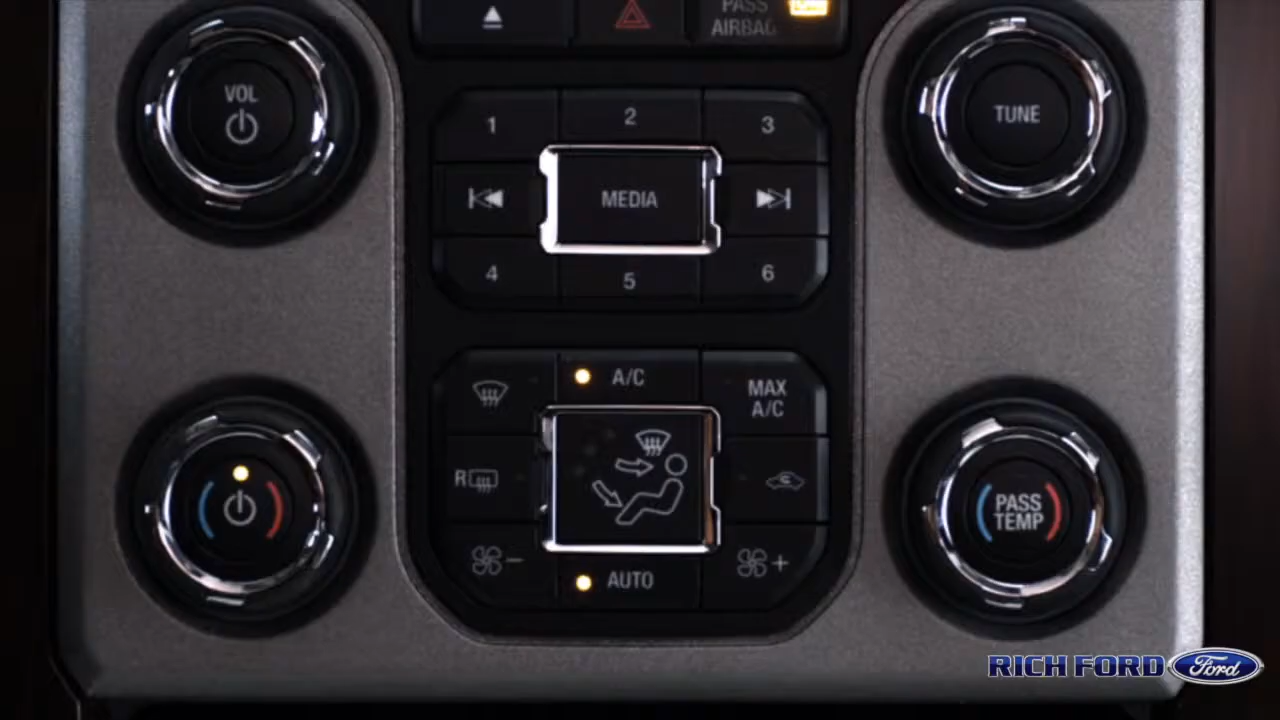 PASS
AIRBAG
VOL
1
2
3
TUNE
MEDIA
4
5
6
A/C
MAX
A/C
R
PASS
TEMP
AUTO
RICH FORD Ford